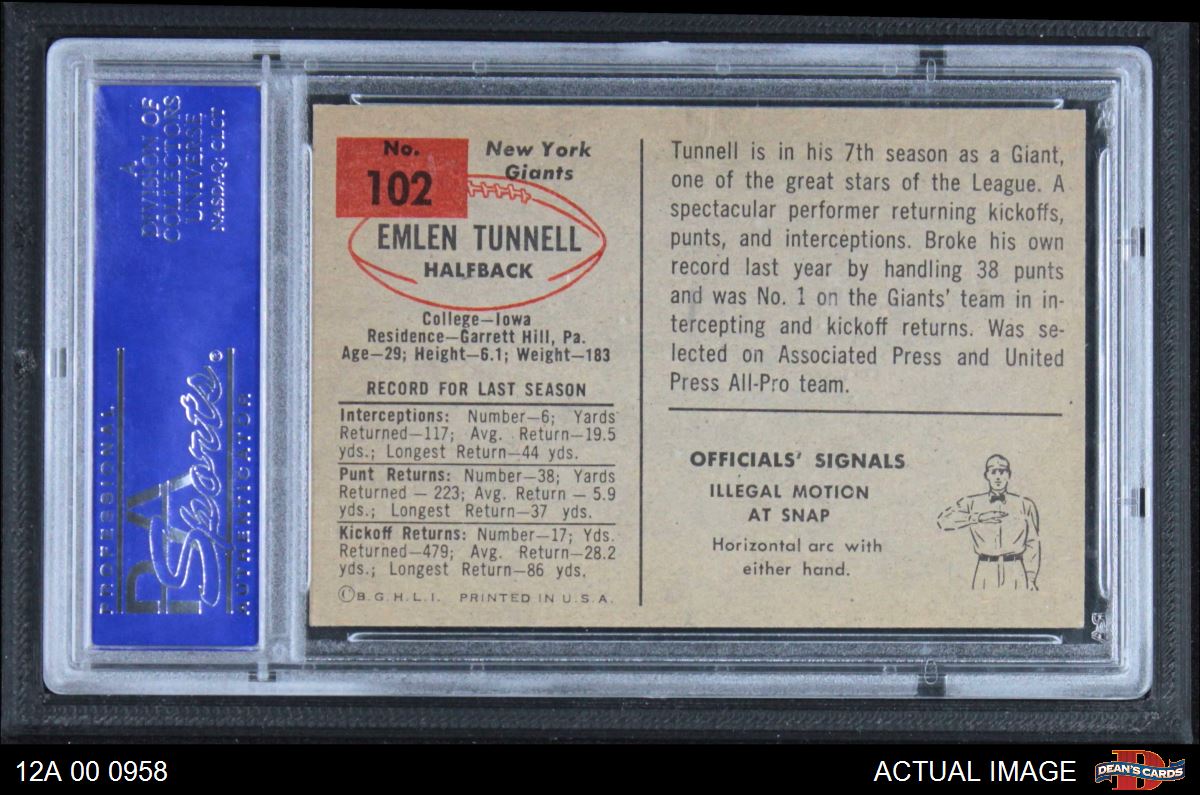 A
DIVISION OF
COLLECTORS
UNIVERSE
NASDAQ: CLCT
PROFESSIONAL
PSA
Sports®
AUTHENTICATOR
No.
102
New York
Giants
EMLEN TUNNELL
HALFBACK
College—Iowa
Residence—Garrett Hill, Pa.
Age—29; Height—6.1; Weight—183
RECORD FOR LAST SEASON
Interceptions: Number—6; Yards
Returned—117; Avg. Return—19.5
yds.; Longest Return—44 yds.
Punt Returns: Number—38; Yards
Returned — 223; Avg. Return — 5.9
yds.; Longest Return—37 yds.
Kickoff Returns: Number—17; Yds.
Returned—479; Avg. Return—28.2
yds.; Longest Return—86 yds.
©B.G.H.L.I. PRINTED IN U.S.A.
Tunnell is in his 7th season as a Giant,
one of the great stars of the League. A
spectacular performer returning kickoffs,
punts, and interceptions. Broke his own
record last year by handling 38 punts
and was No. 1 on the Giants' team in in-
tercepting and kickoff returns. Was se-
lected on Associated Press and United
Press All-Pro team.
OFFICIALS' SIGNALS
ILLEGAL MOTION
AT SNAP
Horizontal arc with
either hand.
12A 00 0958
ACTUAL IMAGE
D
DEAN'S CARDS